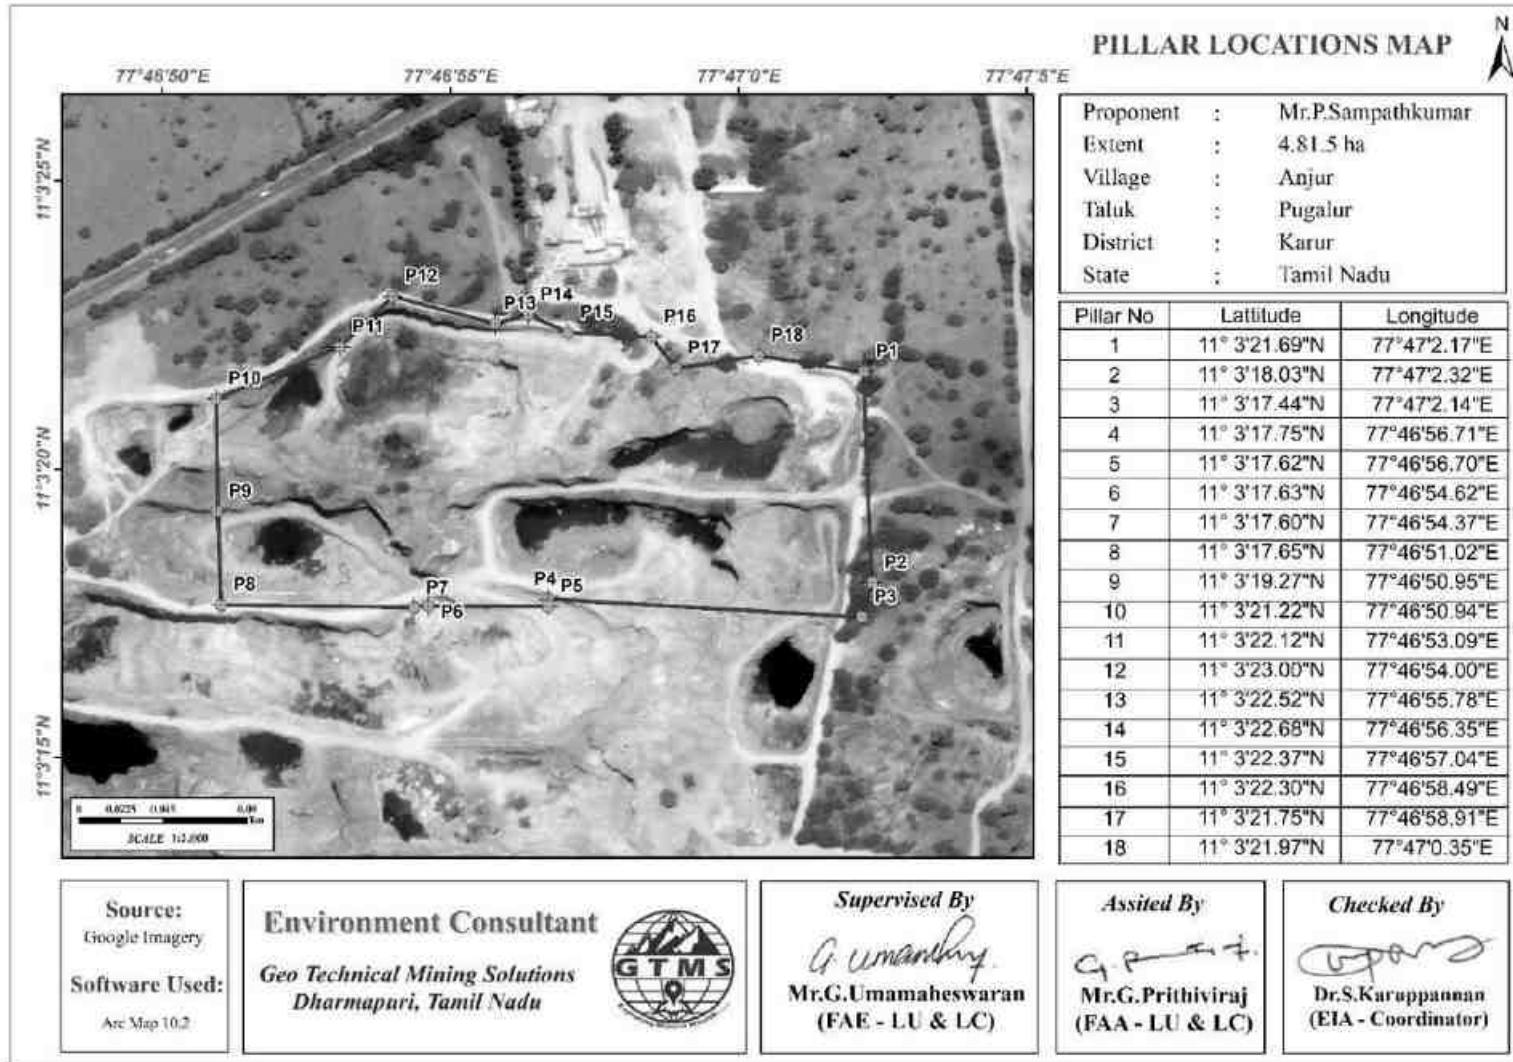 PILLAR LOCATIONS MAP
N
77°46'50"E 77°46'55"E 77°47'0"E 77°47'5"E
11°3'25"N
11°3'20"N
11°3'15"N
P12
P13
P14
P15
P16
P11
P17
P18
P1
P10
P9
P2
P8
P7
P4
P5
P3
P6
SCALE
Proponent : Mr.P.Sampathkumar
Extent : 4.81.5 ha
Village : Anjur
Taluk : Pugalur
District : Karur
State : Tamil Nadu
Pillar No Lattitude Longitude
1 11° 3'21.69"N 77°47'2.17"E
2 11° 3'18.03"N 77°47'2.32"E
3 11° 3'17.44"N 77°47'2.14"E
4 11° 3'17.75"N 77°46'56.71"E
5 11° 3'17.62"N 77°46'56.70"E
6 11° 3'17.63"N 77°46'54.62"E
7 11° 3'17.60"N 77°46'54.37"E
8 11° 3'17.65"N 77°46'51.02"E
9 11° 3'19.27"N 77°46'50.95"E
10 11° 3'21.22"N 77°46'50.94"E
11 11° 3'22.12"N 77°46'53.09"E
12 11° 3'23.00"N 77°46'54.00"E
13 11° 3'22.52"N 77°46'55.78"E
14 11° 3'22.68"N 77°46'56.35"E
15 11° 3'22.37"N 77°46'57.04"E
16 11° 3'22.30"N 77°46'58.49"E
17 11° 3'21.75"N 77°46'58.91"E
18 11° 3'21.97"N 77°47'0.35"E
Source:
Google Imagery
Software Used:
Arc Map 10.2
Environment Consultant
Geo Technical Mining Solutions
Dharmapuri, Tamil Nadu
GTMS
Supervised By
Mr.G.Umamaheswaran
(FAE - LU & LC)
Assited By
Mr.G.Prithiviraj
(FAA - LU & LC)
Checked By
Dr.S.Karuppannan
(EIA - Coordinator)